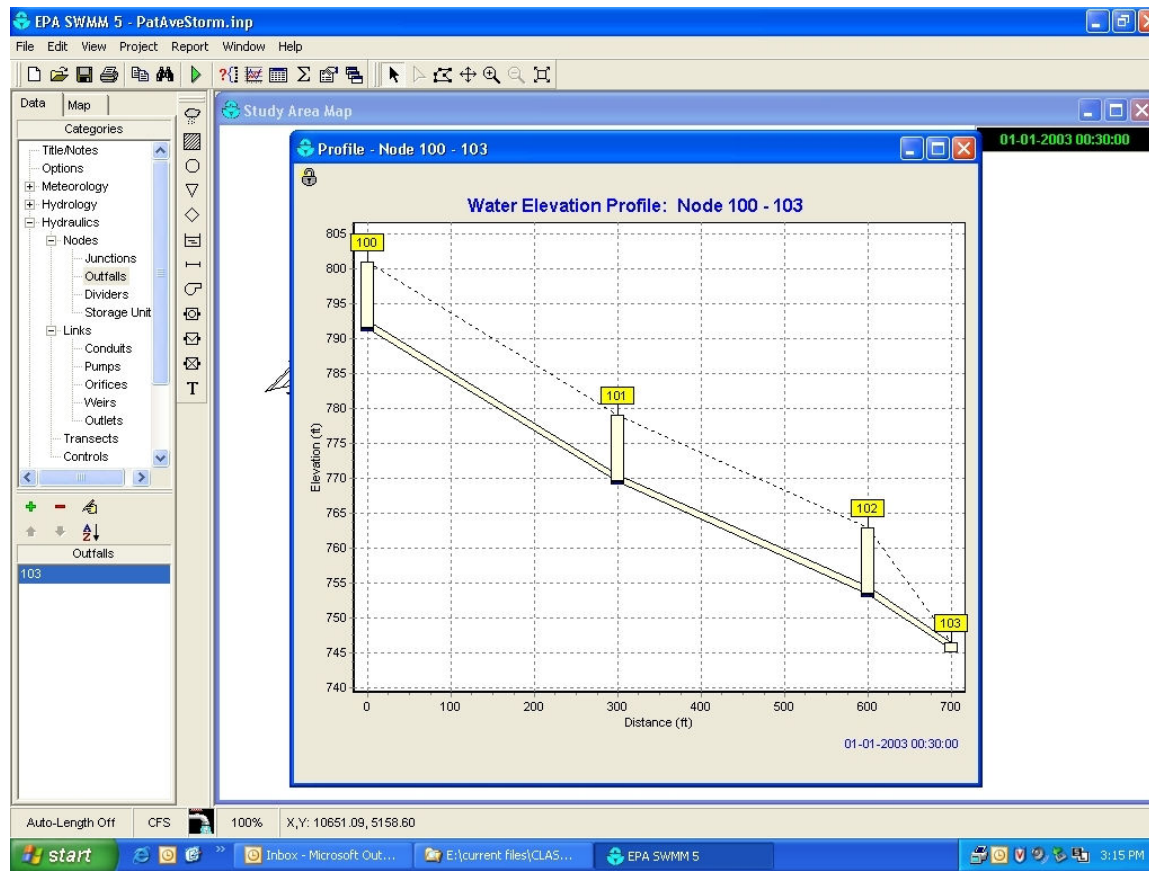 EPA SWMM 5 - PatAveStorm.inp
File Edit View Project Report Window Help
Data Map
Categories
Title/Notes
Options
Meteorology
Hydrology
Hydraulics
Nodes
Junctions
Outfalls
Dividers
Storage Unit
Links
Conduits
Pumps
Orifices
Weirs
Outlets
Transects
Controls
Outfalls
103
T
Study Area Map
01-01-2003 00:30:00
Profile - Node 100 - 103
Water Elevation Profile: Node 100 - 103
Elevation (ft)
805
800
795
790
785
780
775
770
765
760
755
750
745
740
100
101
102
103
0 100 200 300 400 500 600 700
Distance (ft)
01-01-2003 00:30:00
Auto-Length Off CFS 100% X,Y: 10651.09, 5158.60
start Inbox - Microsoft Out... E:\current files\CLAS... EPA SWMM 5 3:15 PM